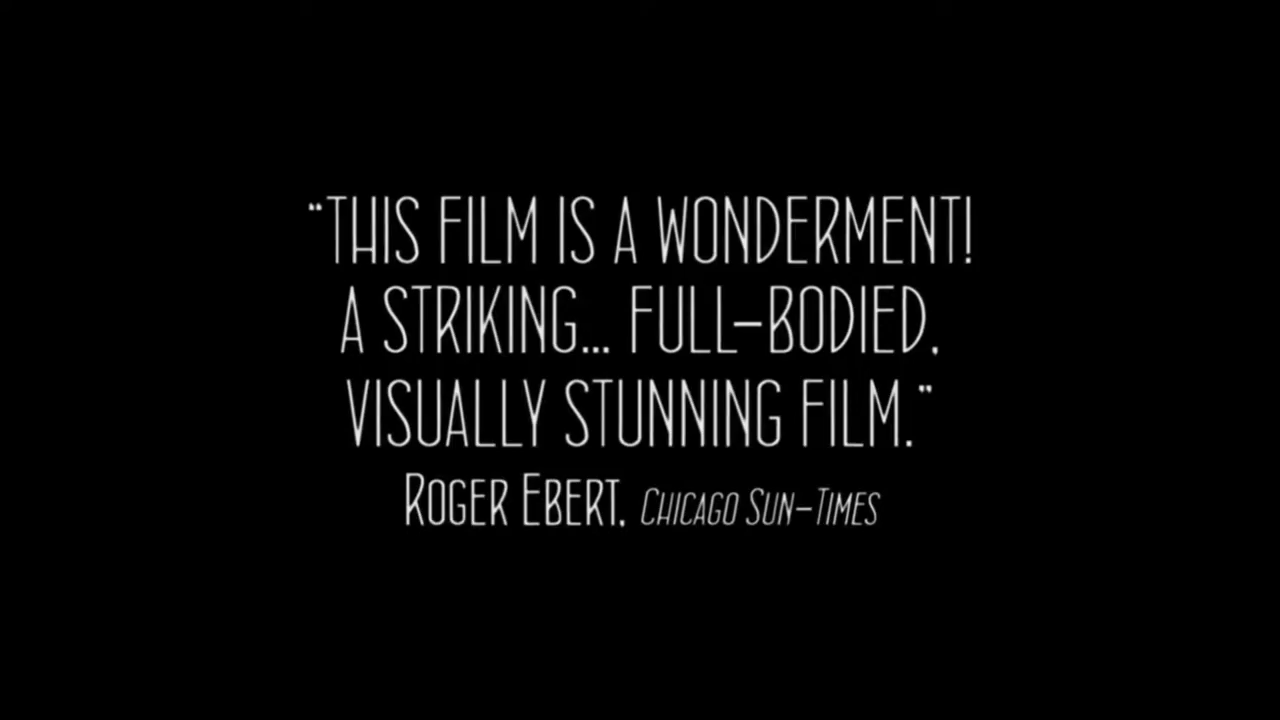 “THIS FILM IS A WONDERMENT!
A STRIKING... FULL-BODIED,
VISUALLY STUNNING FILM.”
ROGER EBERT, CHICAGO SUN-TIMES